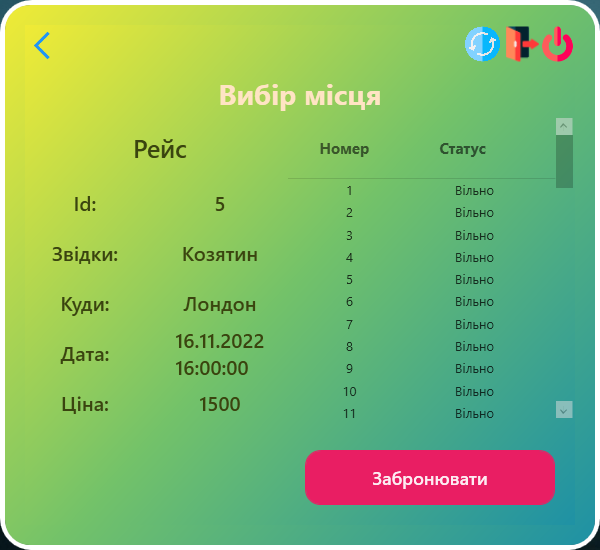 Вибір місця
Рейс
Id: 5
Звідки: Козятин
Куди: Лондон
Дата: 16.11.2022
16:00:00
Ціна: 1500
Номер Статус
1 Вільно
2 Вільно
3 Вільно
4 Вільно
5 Вільно
6 Вільно
7 Вільно
8 Вільно
9 Вільно
10 Вільно
11 Вільно
Забронювати